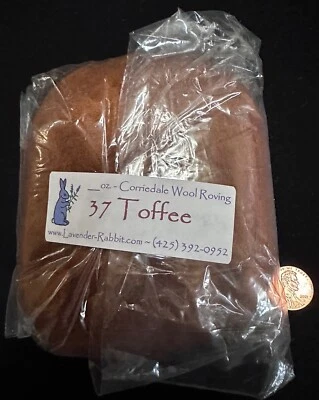 __oz ~ Corriedale Wool Roving
37 Toffee
www.Lavender-Rabbit.com ~ (425) 392-0952